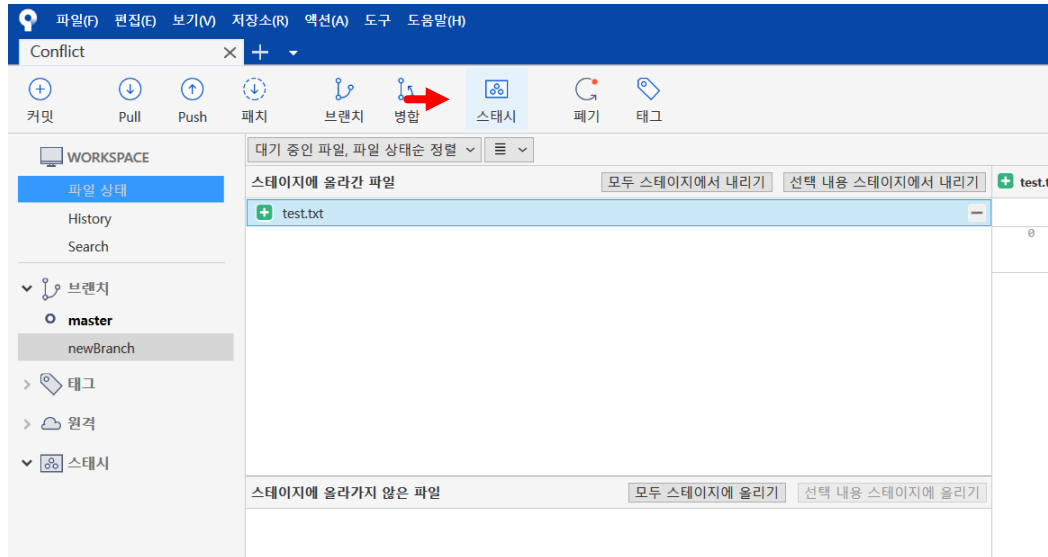 파일(F) 편집(E) 보기(V) 저장소(R) 액션(A) 도구 도움말(H)
Conflict
커밋 Pull Push 패치 브랜치 병합 스태시 폐기 태그
WORKSPACE
파일 상태
History
Search
브랜치
master
newBranch
태그
원격
스태시
대기 중인 파일, 파일 상태순 정렬
스테이지에 올라간 파일 모두 스테이지에서 내리기 선택 내용 스테이지에서 내리기
test.txt
스테이지에 올라가지 않은 파일 모두 스테이지에 올리기 선택 내용 스테이지에 올리기
test.t
0